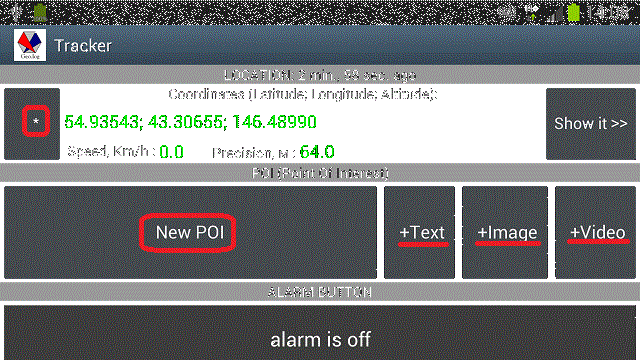 Geolog
Tracker
LOCATION: 2 min., 59 sec. ago
Coordinates (Latitude; Longitude; Altitude):
* 54.93543; 43.30655; 146.48990 Show it >>
Speed, Km/h : 0.0 Precision, м : 64.0
POI (Point Of Interest)
New POI +Text +Image +Video
ALARM BUTTON
alarm is off